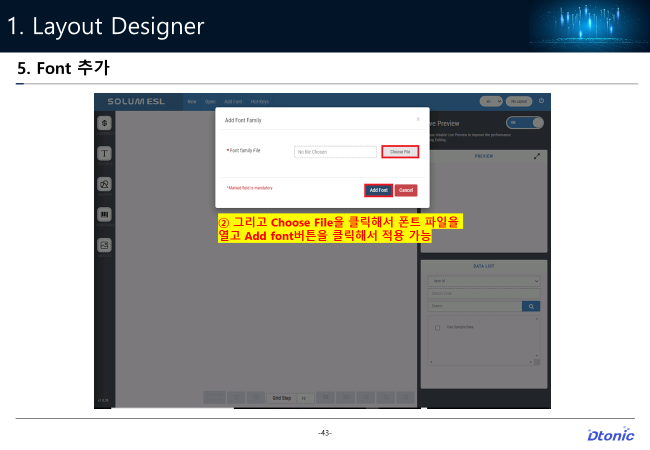 1. Layout Designer
5. Font 추가
SOLUM ESL
New Open Add Font Hot-Keys
Add Font Family
×
* Font family File
No file Chosen
Choose File
*Marked field is mandatory
Add Font
Cancel
② 그리고 Choose File을 클릭해서 폰트 파일을
열고 Add font버튼을 클릭해서 적용 가능
Preview
PREVIEW
DATA LIST
Search
Grid Step
-43-
Dtonic